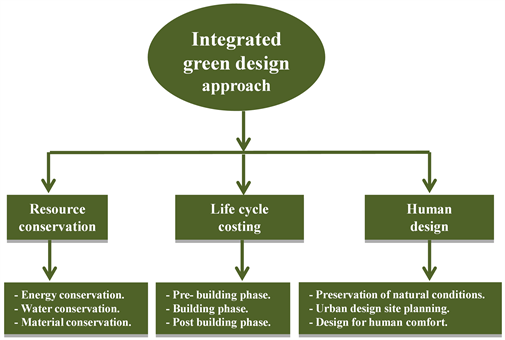 Integrated
green design
approach
Resource
conservation
Life cycle
costing
Human
design
- Energy conservation.
- Water conservation.
- Material conservation.
- Pre- building phase.
- Building phase.
- Post building phase.
- Preservation of natural conditions.
- Urban design site planning.
- Design for human comfort.